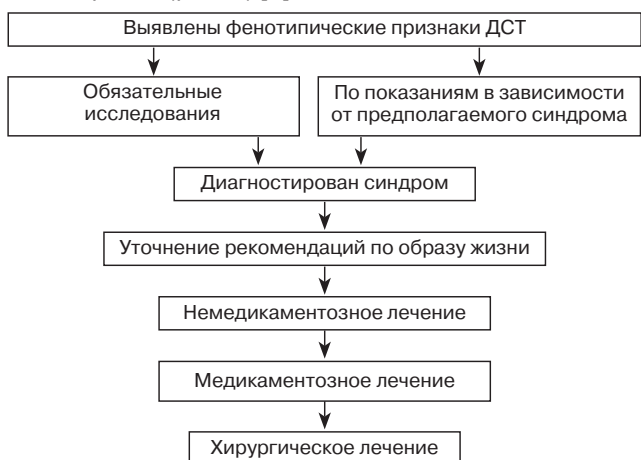 Выявлены фенотипические признаки ДСТ
Обязательные
исследования
По показаниям в зависимости
от предполагаемого синдрома
Диагностирован синдром
Уточнение рекомендаций по образу жизни
Немедикаментозное лечение
Медикаментозное лечение
Хирургическое лечение